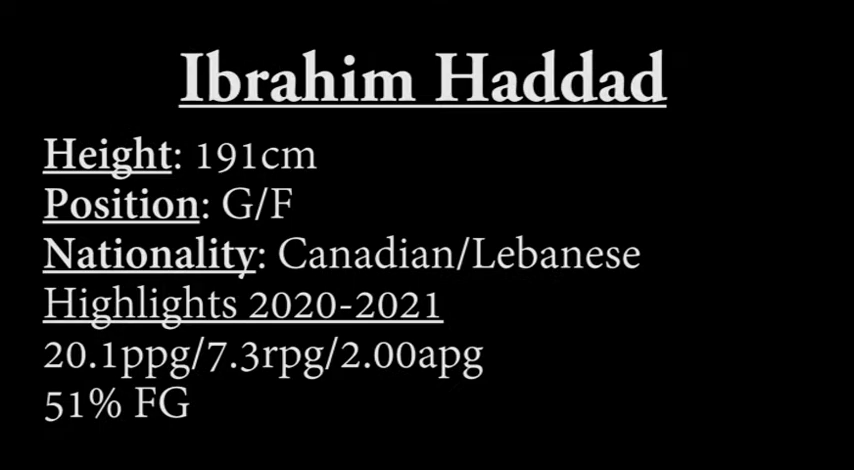 Ibrahim Haddad
Height: 191cm
Position: G/F
Nationality: Canadian/Lebanese
Highlights 2020-2021
20.1ppg/7.3rpg/2.00apg
51% FG